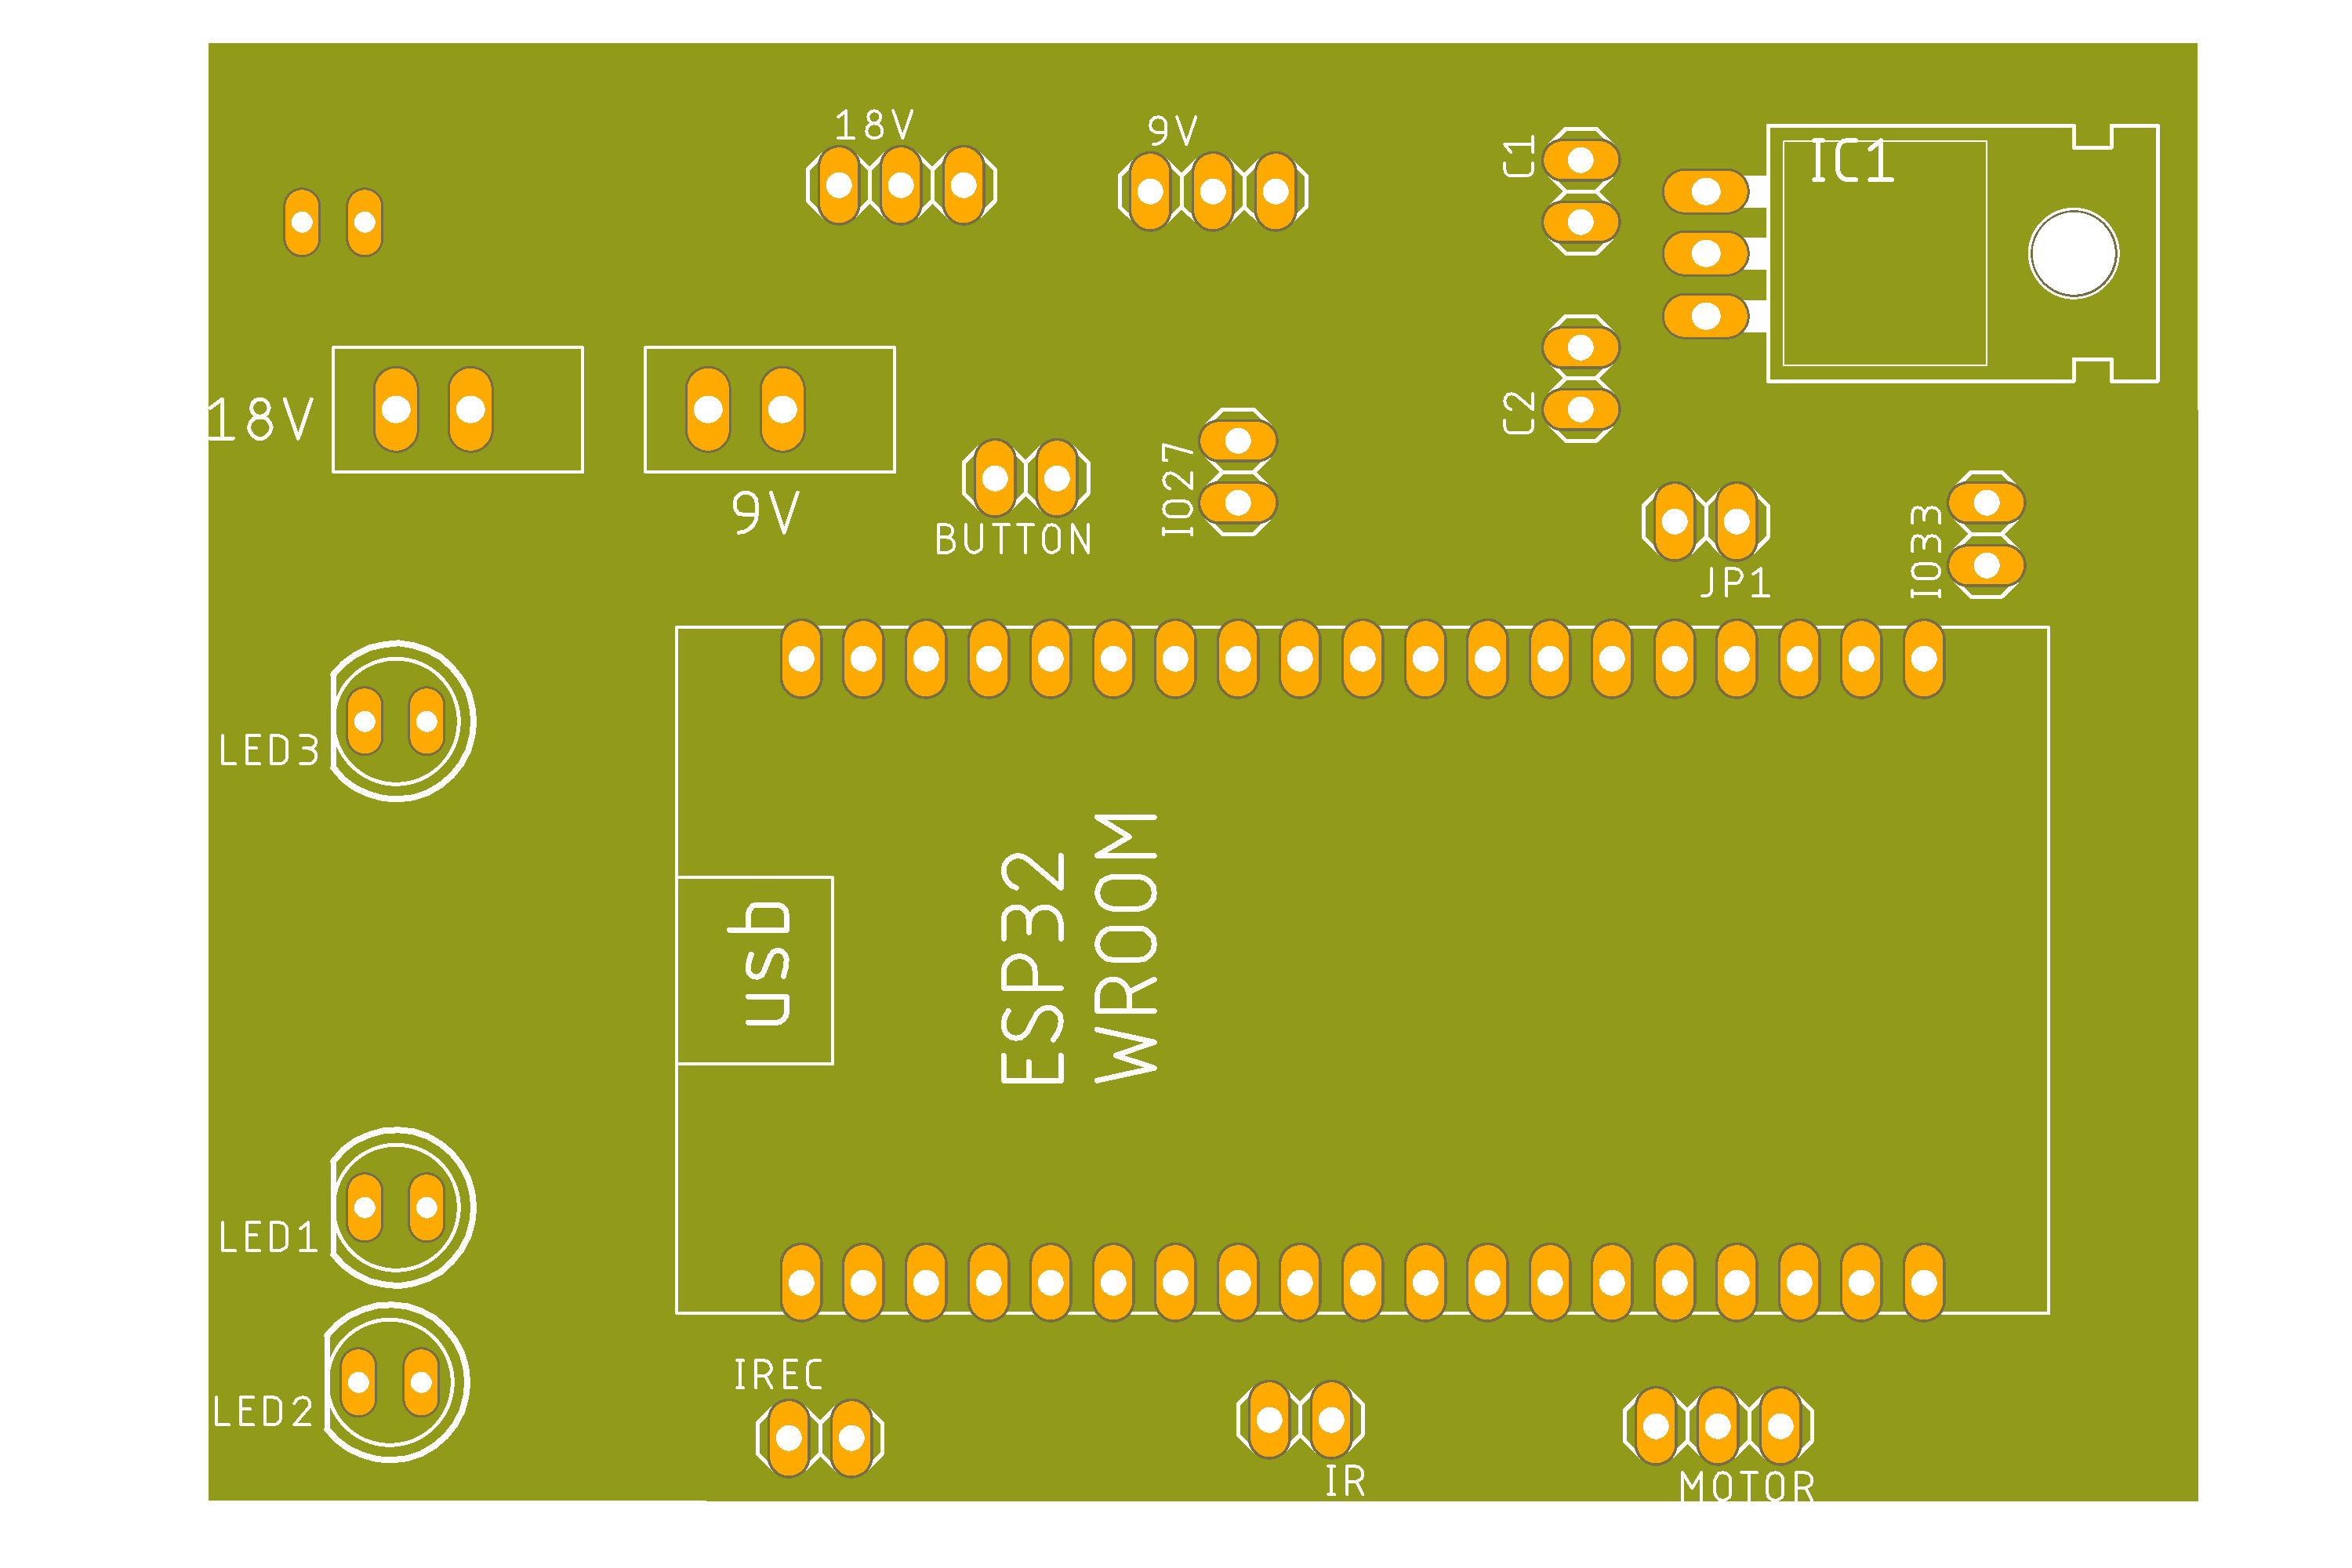 18V
9V
C1
IC1
18V
C2
9V
BUTTON
IO27
JP1
IO33
LED3
usb
ESP32
WROOM
LED1
LED2
IREC
IR
MOTOR